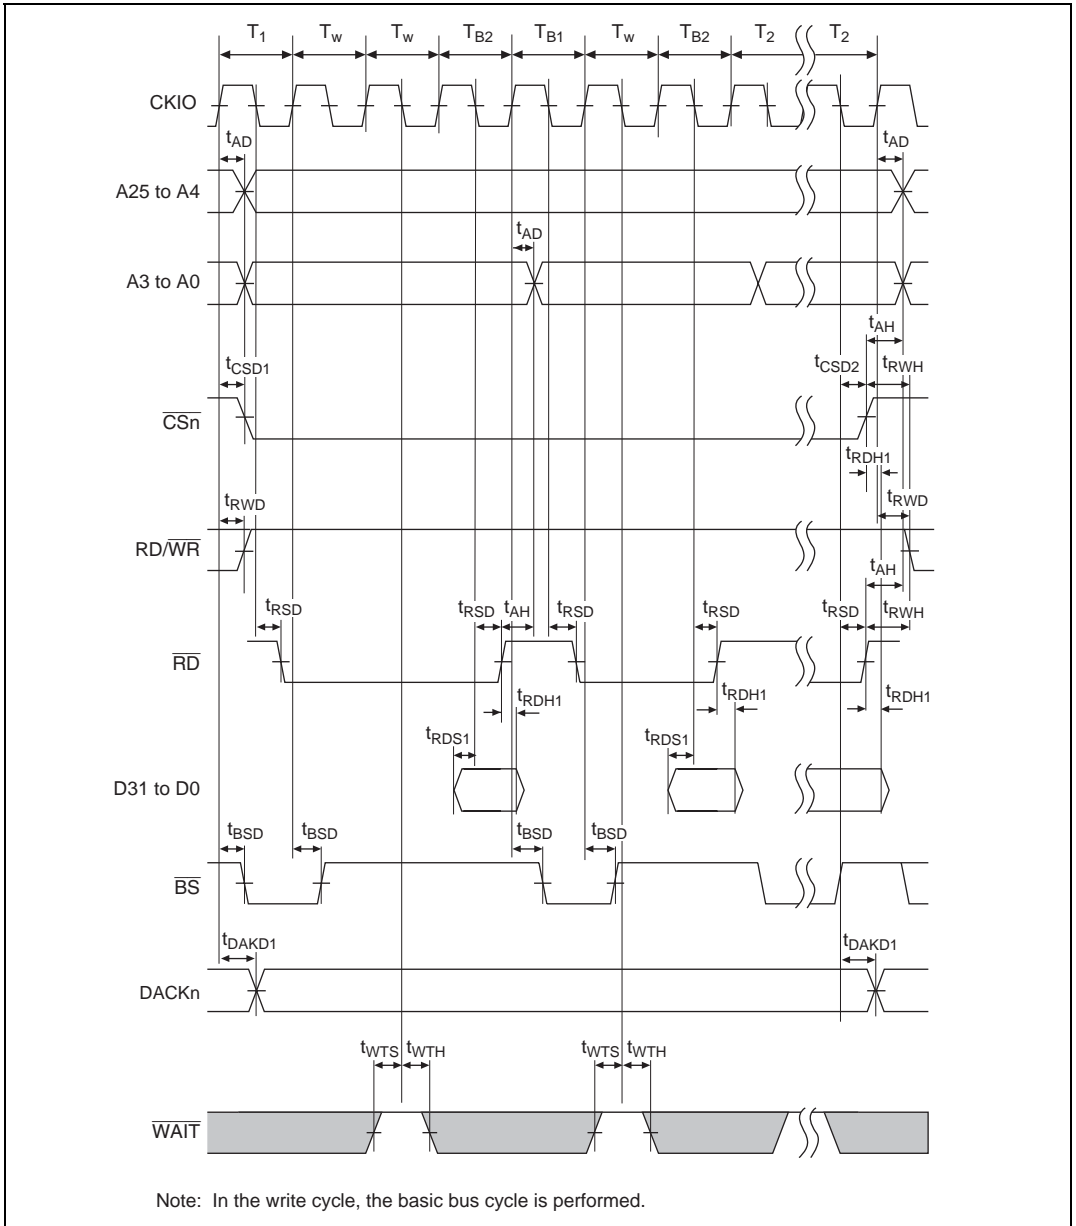 T1 Tw Tw TB2 TB1 Tw TB2 T2 T2
CKIO
tAD tAD
A25 to A4
tAD
A3 to A0
tAH
tCSD1 tCSD2 tRWH
CSn
tRDH1
tRWD tRWD
RD/WR
tAH
tRSD tRSD tAH tRSD tRSD tRSD tRWH
RD
tRDH1 tRDH1 tRDH1
tRDS1 tRDS1
D31 to D0
tBSD tBSD tBSD tBSD
BS
tDAKD1 tDAKD1
DACKn
tWTS tWTH tWTS tWTH
WAIT
Note: In the write cycle, the basic bus cycle is performed.